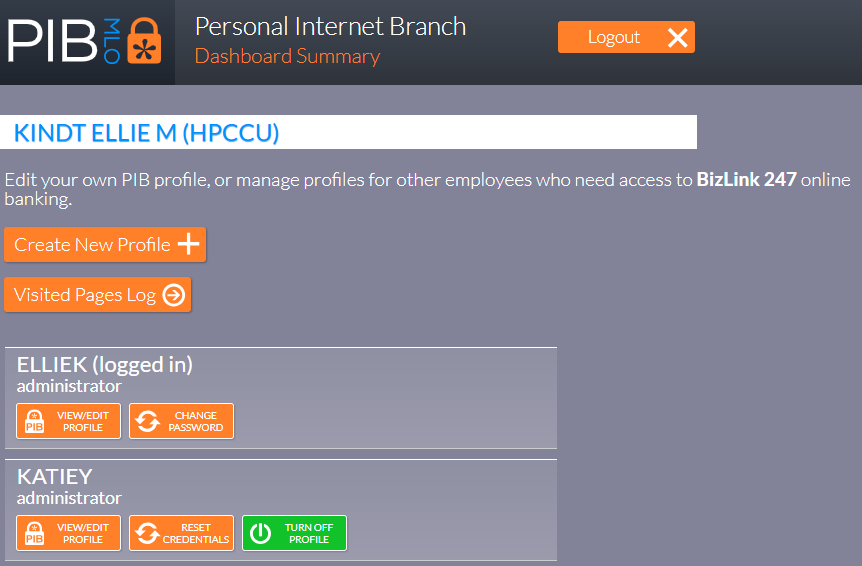 PIB MLO
Personal Internet Branch
Dashboard Summary
Logout
KINDT ELLIE M (HPCCU)
Edit your own PIB profile, or manage profiles for other employees who need access to BizLink 247 online
banking.
Create New Profile
Visited Pages Log
ELLIEK (logged in)
administrator
PIB VIEW/EDIT
PROFILE
CHANGE
PASSWORD
KATIEY
administrator
PIB VIEW/EDIT
PROFILE
RESET
CREDENTIALS
TURN OFF
PROFILE